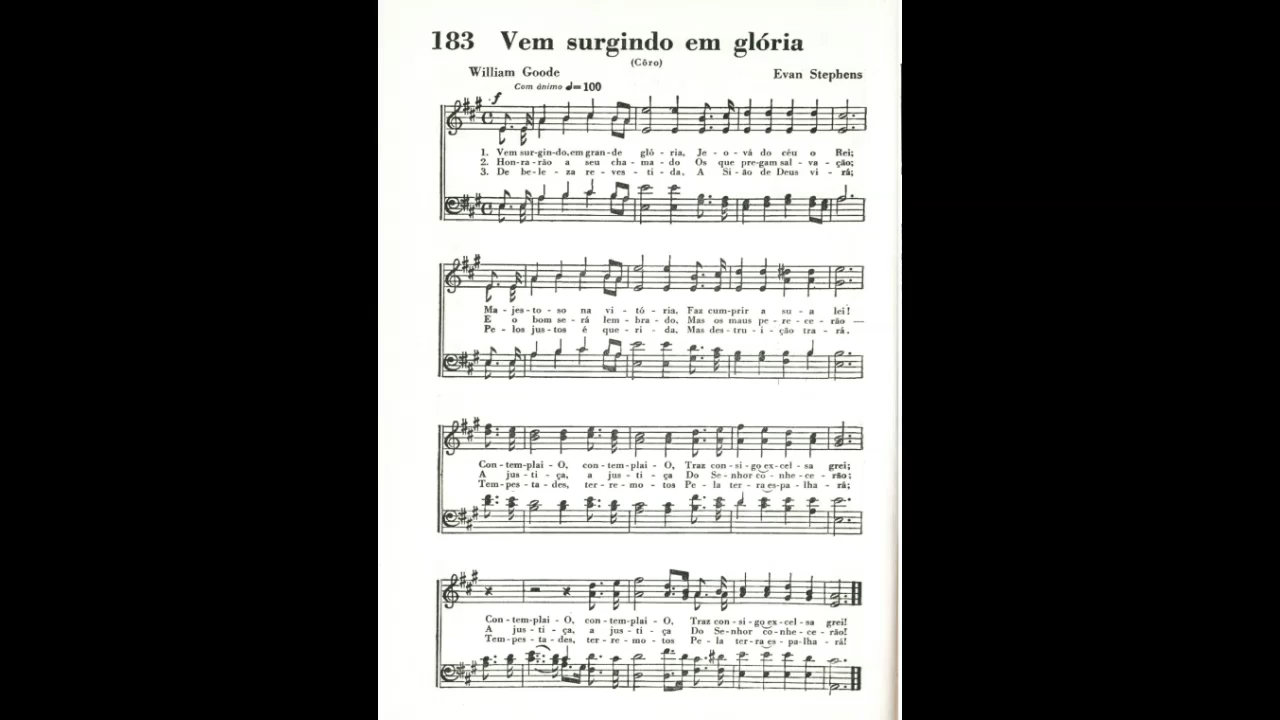 183 Vem surgindo em glória
(Côro)
William Goode
Evan Stephens
Com ânimo ♩=100
f
1. Vem sur-gin-do,em gran-de gló - ria, Je - o - vá do céu o Rei;
2. Hon-ra-rão a seu cha-ma-do Os que pre-gam sal - va - ção;
3. De be-le-za re-ves-ti-da, A Si-ão de Deus vi - rá;
Ma-jes-to-so na vi-tó-ria, Faz cum-prir a su-a lei!
E o bom se-rá lem-bra-do, Mas os maus pe-re-ce-rão —
Pe-los jus-tos é que-ri-da, Mas des-tru-i-ção tra-rá.
Con-tem-plai-O, con-tem-plai-O, Traz con-si-go ex-cel-sa grei;
A jus-ti-ça, a jus-ti-ça Do Se-nhor co-nhe-ce-rão;
Tem-pes-ta-des, ter-re-mo-tos Pe-la ter-ra es-pa-lha-rá;
Con-tem-plai-O, con-tem-plai-O, Traz con-si-go ex-cel-sa grei!
A jus-ti-ça, a jus-ti-ça Do Se-nhor co-nhe-ce-rão!
Tem-pes-ta-des, ter-re-mo-tos Pe-la ter-ra es-pa-lha-rá!